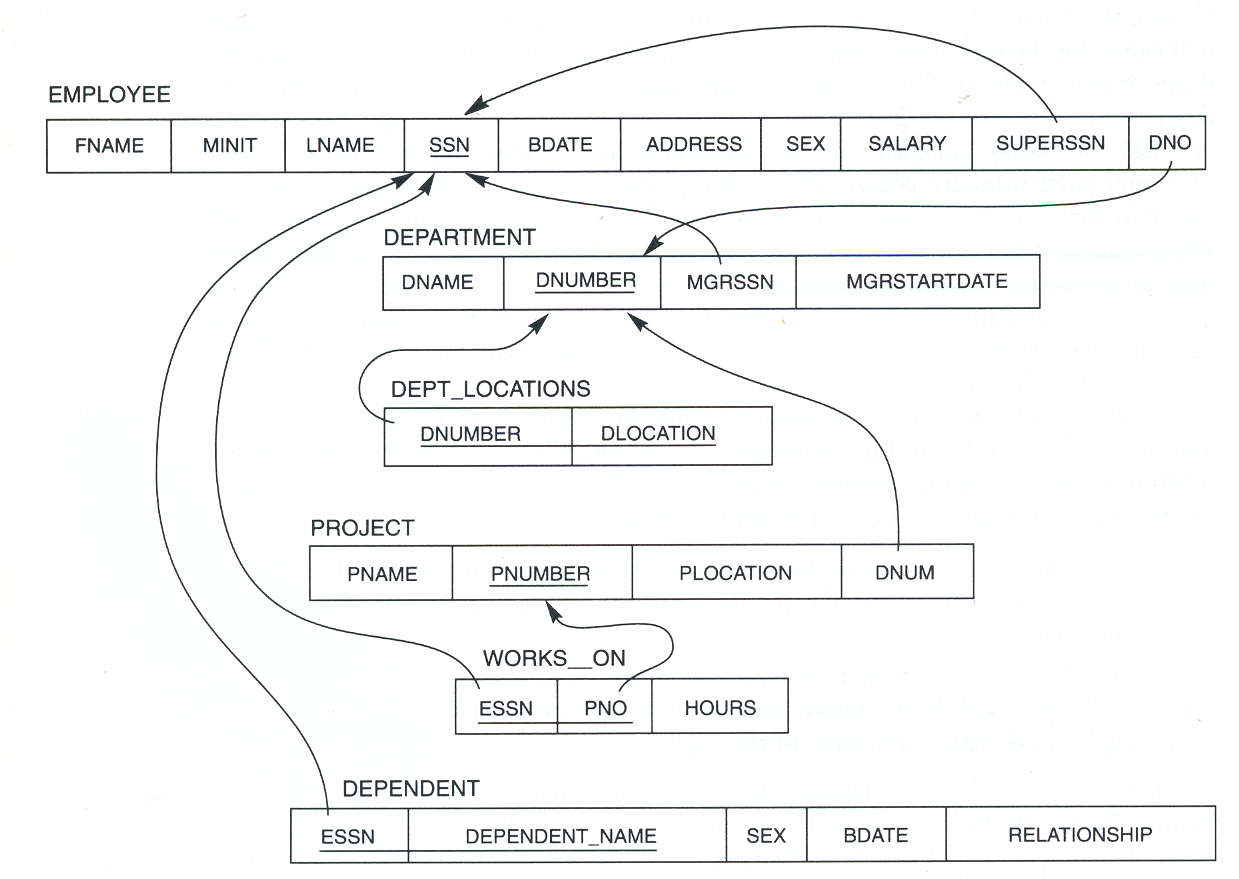 EMPLOYEE
FNAME MINIT LNAME SSN BDATE ADDRESS SEX SALARY SUPERSSN DNO
DEPARTMENT
DNAME DNUMBER MGRSSN MGRSTARTDATE
DEPT_LOCATIONS
DNUMBER DLOCATION
PROJECT
PNAME PNUMBER PLOCATION DNUM
WORKS__ON
ESSN PNO HOURS
DEPENDENT
ESSN DEPENDENT_NAME SEX BDATE RELATIONSHIP